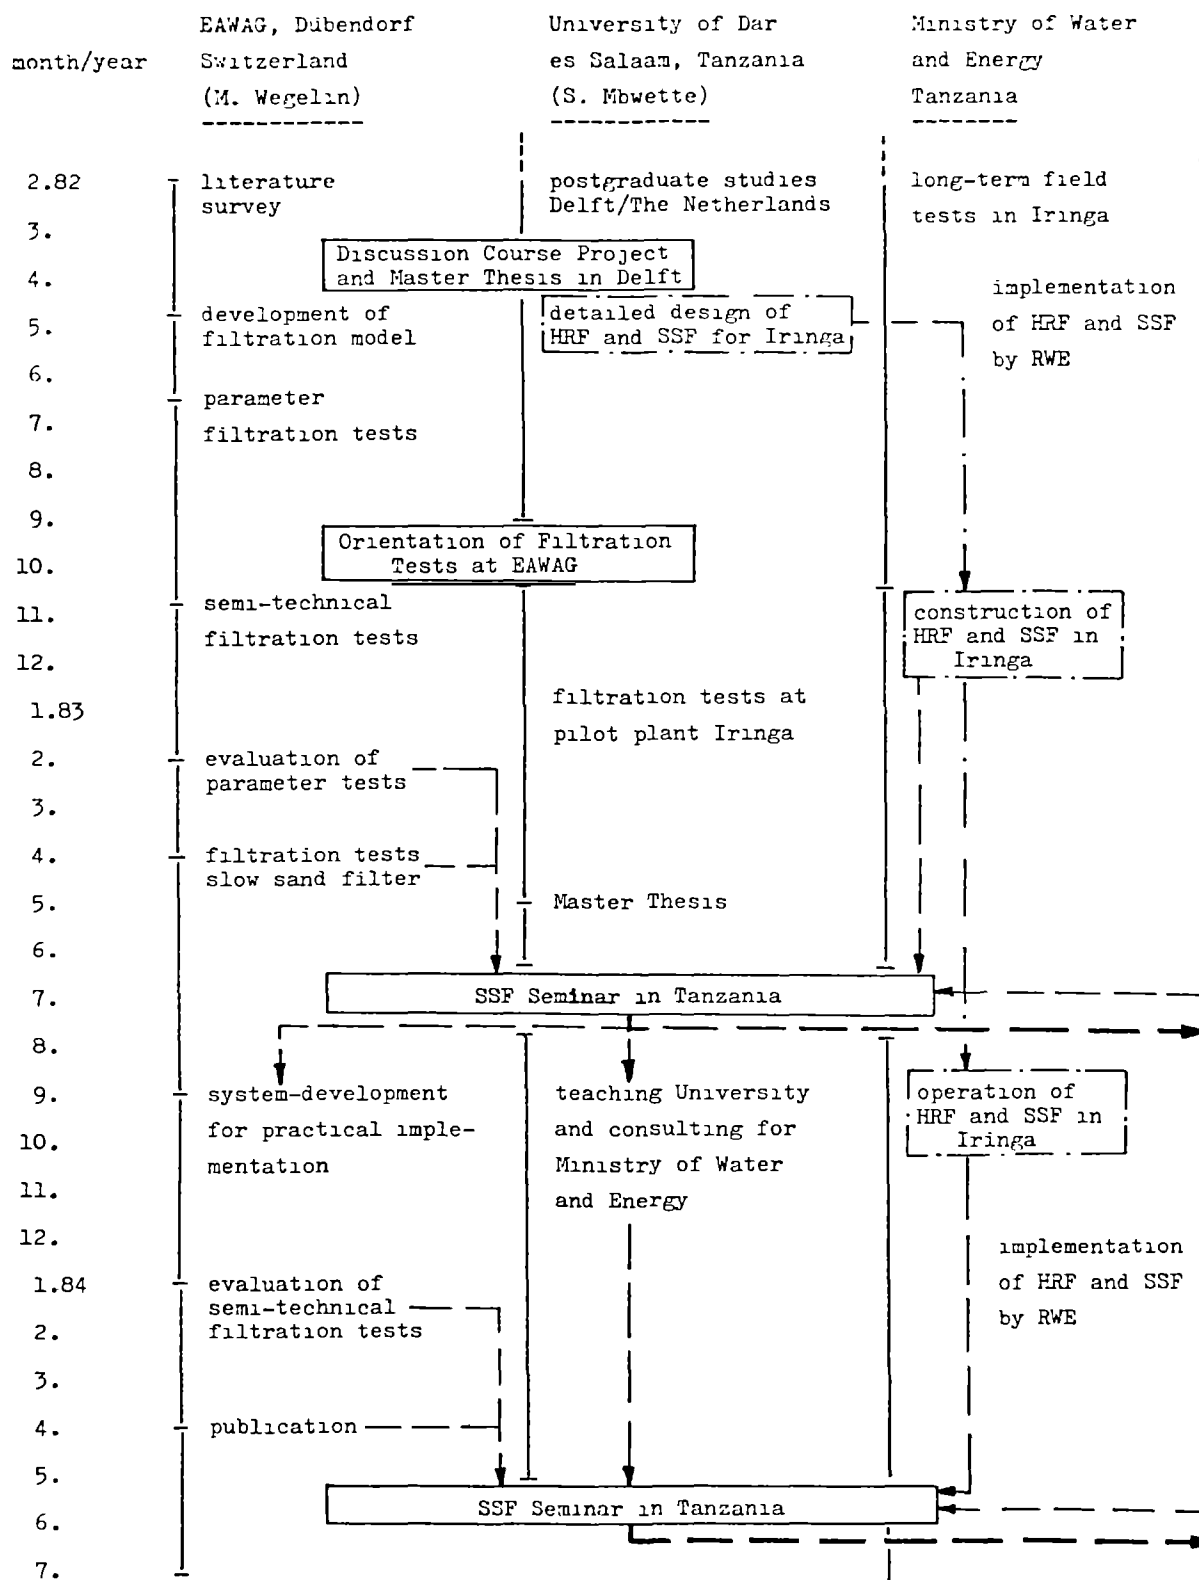 EAWAG, Dübendorf
Switzerland
(M. Wegelin)
University of Dar
es Salaam, Tanzania
(S. Mbwette)
Ministry of Water
and Energy
Tanzania
month/year
2.82
literature
survey
postgraduate studies
Delft/The Netherlands
long-term field
tests in Iringa
3.
Discussion Course Project
and Master Thesis in Delft
4.
implementation
of HRF and SSF
by RWE
development of
filtration model
detailed design of
HRF and SSF for Iringa
5.
6.
parameter
filtration tests
7.
8.
9.
Orientation of Filtration
Tests at EAWAG
10.
semi-technical
filtration tests
11.
construction of
HRF and SSF in
Iringa
12.
filtration tests at
pilot plant Iringa
1.83
2.
evaluation of
parameter tests
3.
4.
filtration tests
slow sand filter
5.
Master Thesis
6.
SSF Seminar in Tanzania
7.
8.
9.
system-development
for practical imple-
mentation
teaching University
and consulting for
Ministry of Water
and Energy
operation of
HRF and SSF in
Iringa
10.
11.
12.
implementation
of HRF and SSF
by RWE
1.84
evaluation of
semi-technical
filtration tests
2.
3.
4.
publication
5.
SSF Seminar in Tanzania
6.
7.